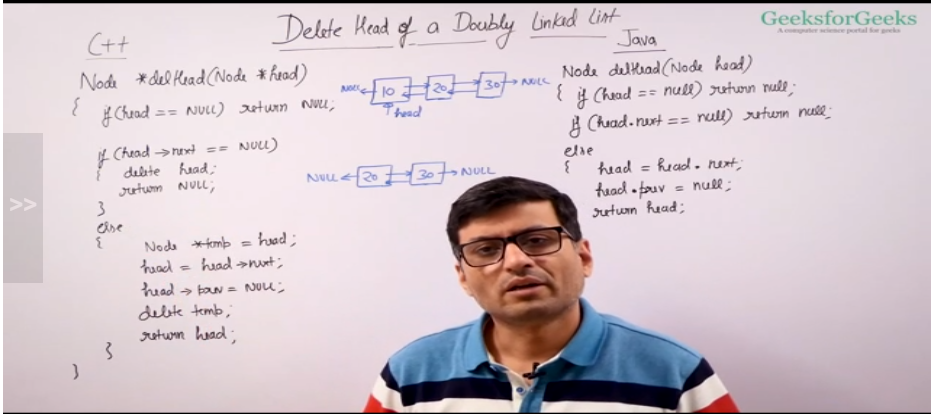 Delete Head of a Doubly Linked List
GeeksforGeeks
A computer science portal for geeks
C++
Node *delHead(Node *head)
{ if (head == NULL) return NULL;
if (head→next == NULL)
{ delete head;
return NULL;
}
else
{ Node *temp = head;
head = head→next;
head→prev = NULL;
delete temp;
return head;
}
}
NULL ← 10 20 30 → NULL
head
NULL ← 20 30 → NULL
Java
Node delHead(Node head)
{ if (head == null) return null;
if (head.next == null) return null;
else
{ head = head.next;
head.prev = null;
return head;
>>